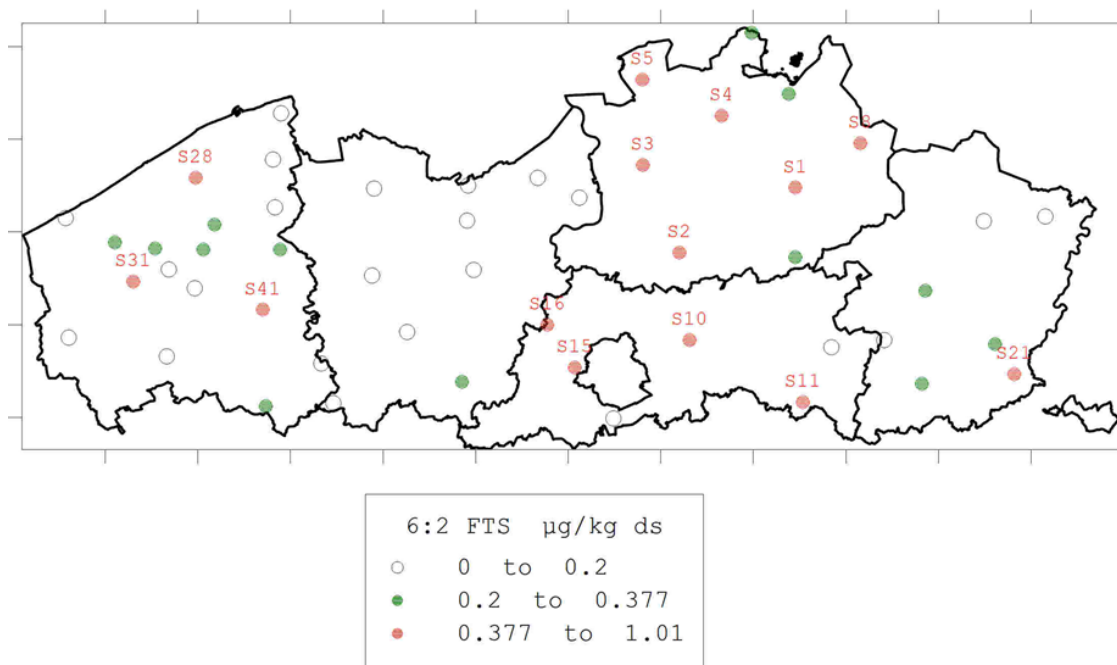 S5
S4
S8
S3
S28
S1
S2
S31
S41
S16
S10
S15
S21
S11
6:2 FTS µg/kg ds
0 to 0.2
0.2 to 0.377
0.377 to 1.01